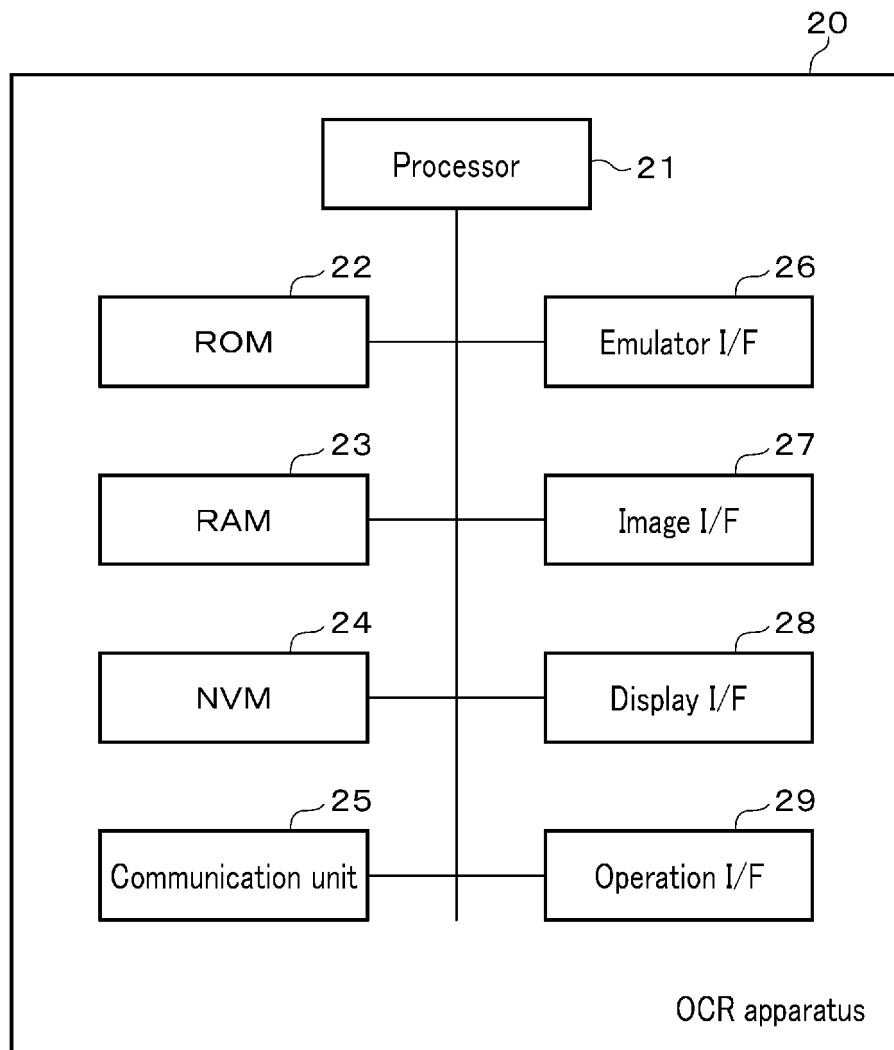 20
Processor
21
22
26
ROM
Emulator I/F
23
27
RAM
Image I/F
24
28
NVM
Display I/F
25
29
Communication unit
Operation I/F
OCR apparatus